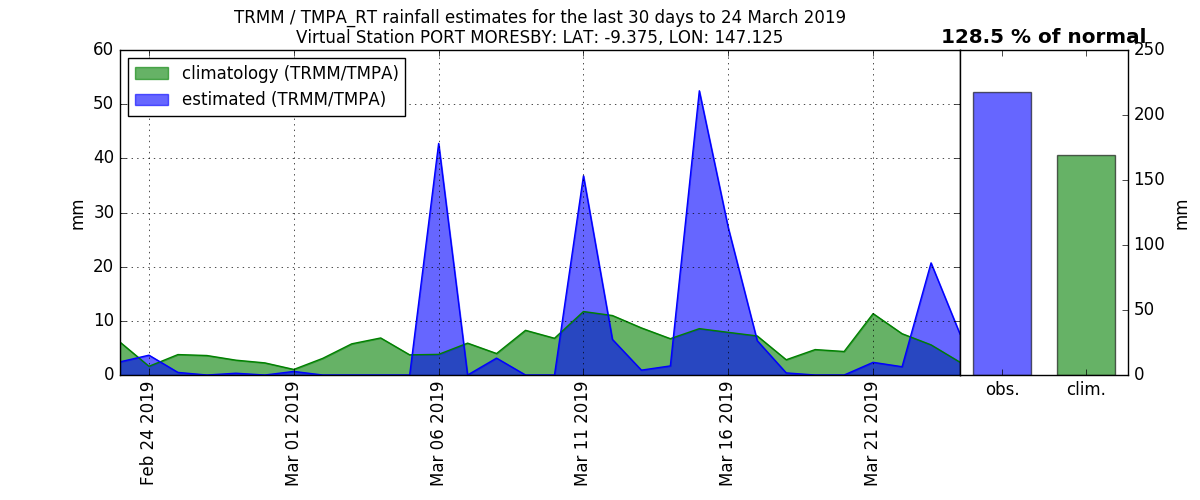 TRMM / TMPA_RT rainfall estimates for the last 30 days to 24 March 2019
Virtual Station PORT MORESBY: LAT: -9.375, LON: 147.125
128.5 % of normal
climatology (TRMM/TMPA)
estimated (TRMM/TMPA)
60
50
40
30
20
10
0
mm
Feb 24 2019
Mar 01 2019
Mar 06 2019
Mar 11 2019
Mar 16 2019
Mar 21 2019
obs.
clim.
250
200
150
100
50
0
mm